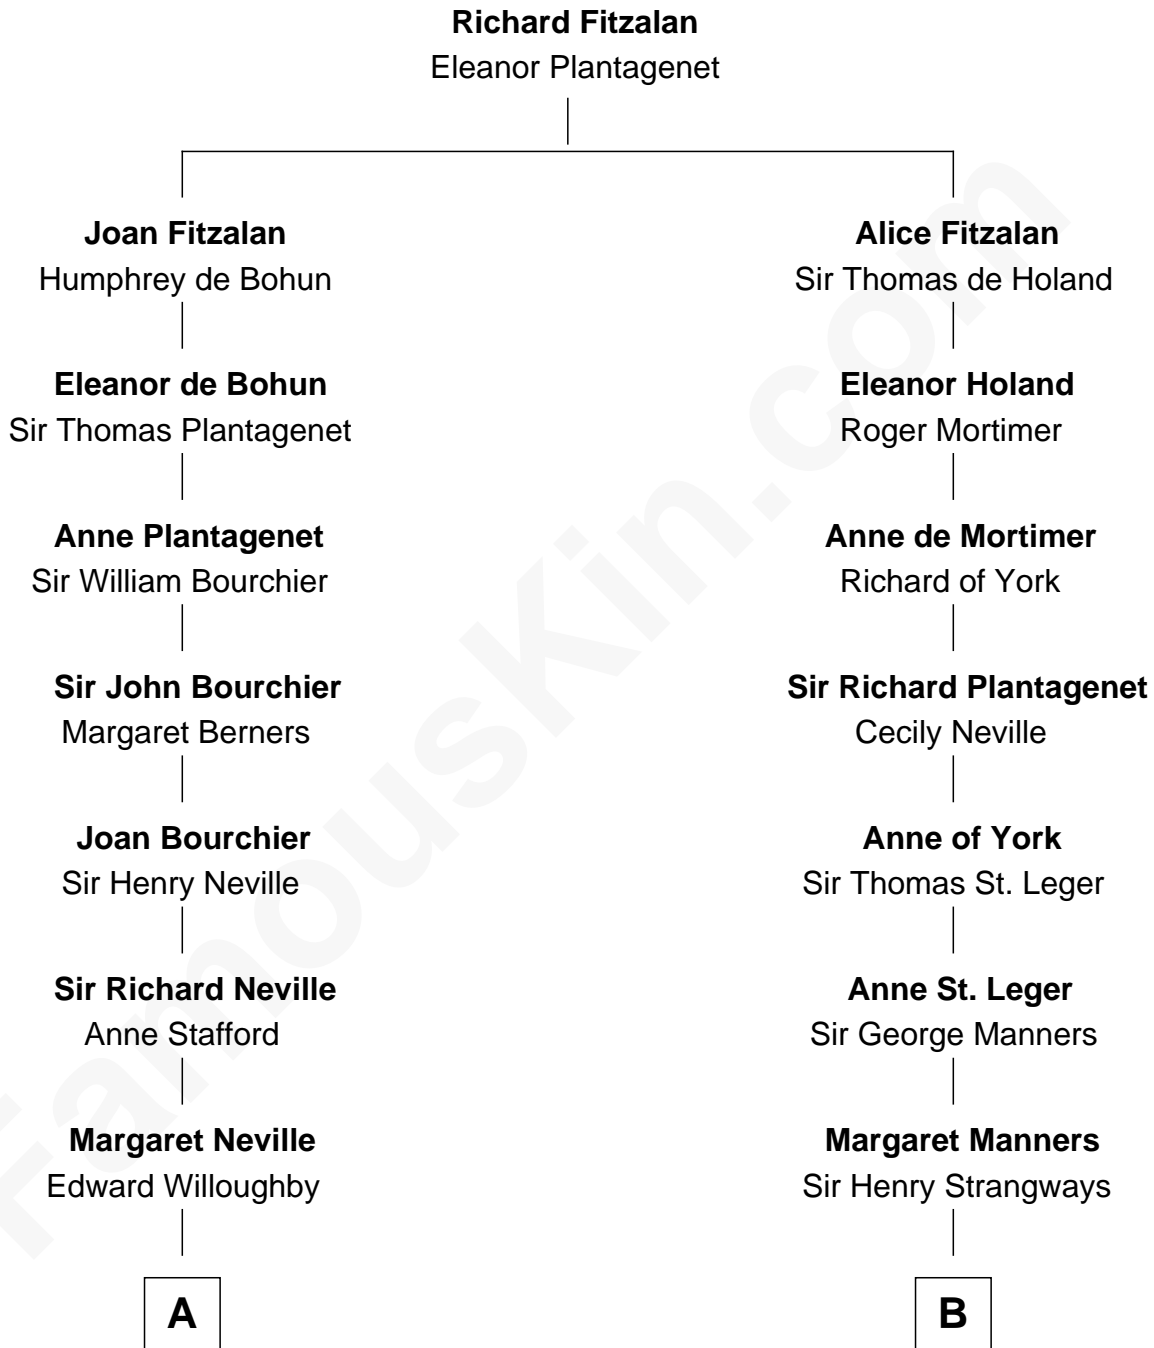 Richard Fitzalan
Eleanor Plantagenet
Joan Fitzalan
Humphrey de Bohun
Alice Fitzalan
Sir Thomas de Holand
Eleanor de Bohun
Sir Thomas Plantagenet
Eleanor Holand
Roger Mortimer
Anne Plantagenet
Sir William Bourchier
Anne de Mortimer
Richard of York
Sir John Bourchier
Margaret Berners
Sir Richard Plantagenet
Cecily Neville
Joan Bourchier
Sir Henry Neville
Anne of York
Sir Thomas St. Leger
Sir Richard Neville
Anne Stafford
Anne St. Leger
Sir George Manners
Margaret Neville
Edward Willoughby
Margaret Manners
Sir Henry Strangways
A
B
FamousKin.com